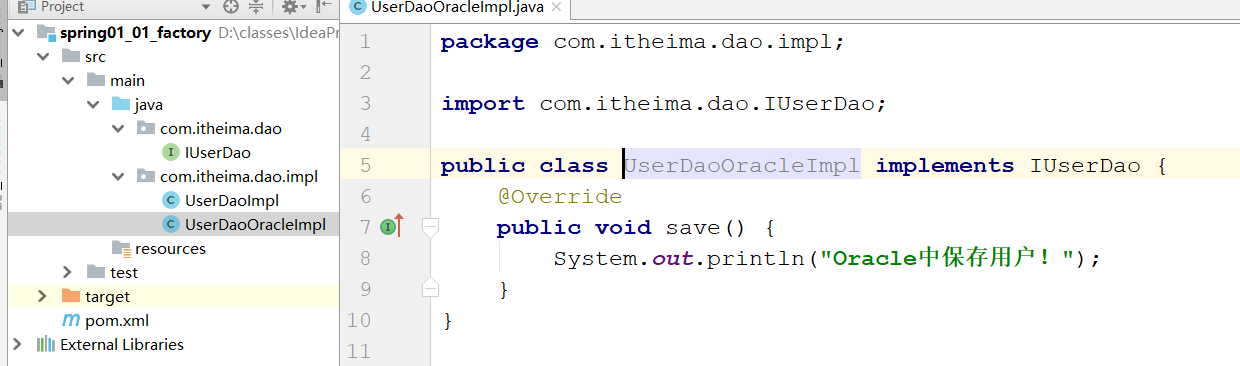 Project
UserDaoOracleImpl.java
spring01_01_factory D:\classes\IdeaPr
src
main
java
com.itheima.dao
I IUserDao
com.itheima.dao.impl
C UserDaoImpl
C UserDaoOracleImpl
resources
test
target
m pom.xml
External Libraries
1 package com.itheima.dao.impl;
2
3 import com.itheima.dao.IUserDao;
4
5 public class UserDaoOracleImpl implements IUserDao {
6 @Override
7 public void save() {
8 System.out.println("Oracle中保存用户！");
9 }
10 }
11